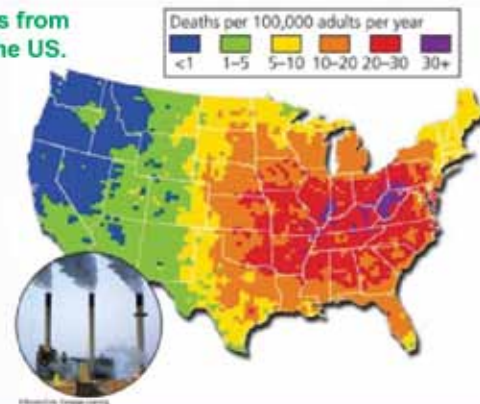 s from
ne US.
Deaths per 100,000 adults per year
<1 1–5 5–10 10–20 20–30 30+